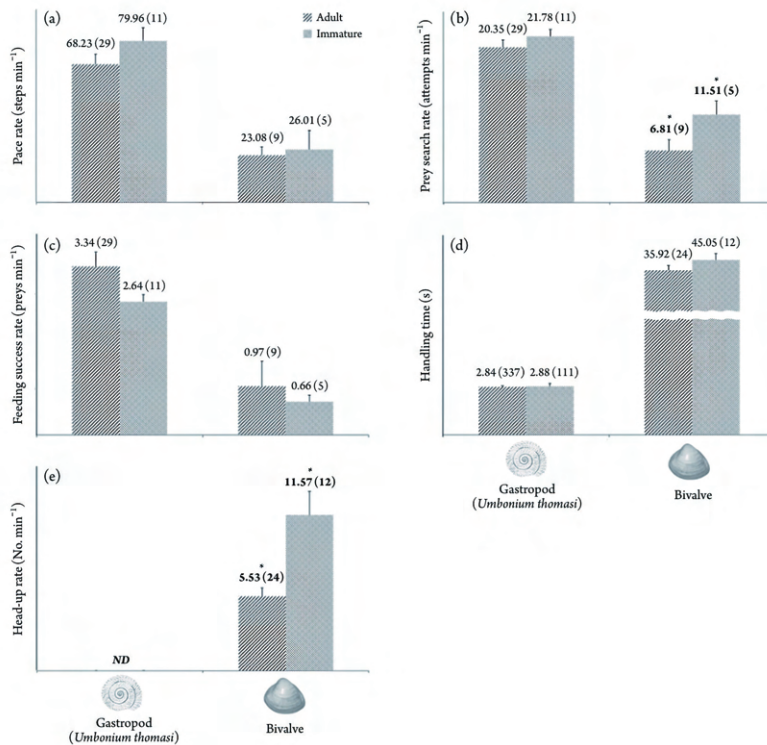 (a)
79.96 (11)
68.23 (29)
Adult
Immature
26.01 (5)
23.08 (9)
Pace rate (steps min⁻¹)
(b)
20.35 (29)
21.78 (11)
*
11.51 (5)
*
6.81 (9)
Prey search rate (attempts min⁻¹)
(c)
3.34 (29)
2.64 (11)
0.97 (9)
0.66 (5)
Feeding success rate (preys min⁻¹)
(d)
45.05 (12)
35.92 (24)
2.84 (337)
2.88 (111)
Handling time (s)
Gastropod
(Umbonium thomasi)
Bivalve
(e)
*
11.57 (12)
*
5.53 (24)
ND
Head-up rate (No. min⁻¹)
Gastropod
(Umbonium thomasi)
Bivalve